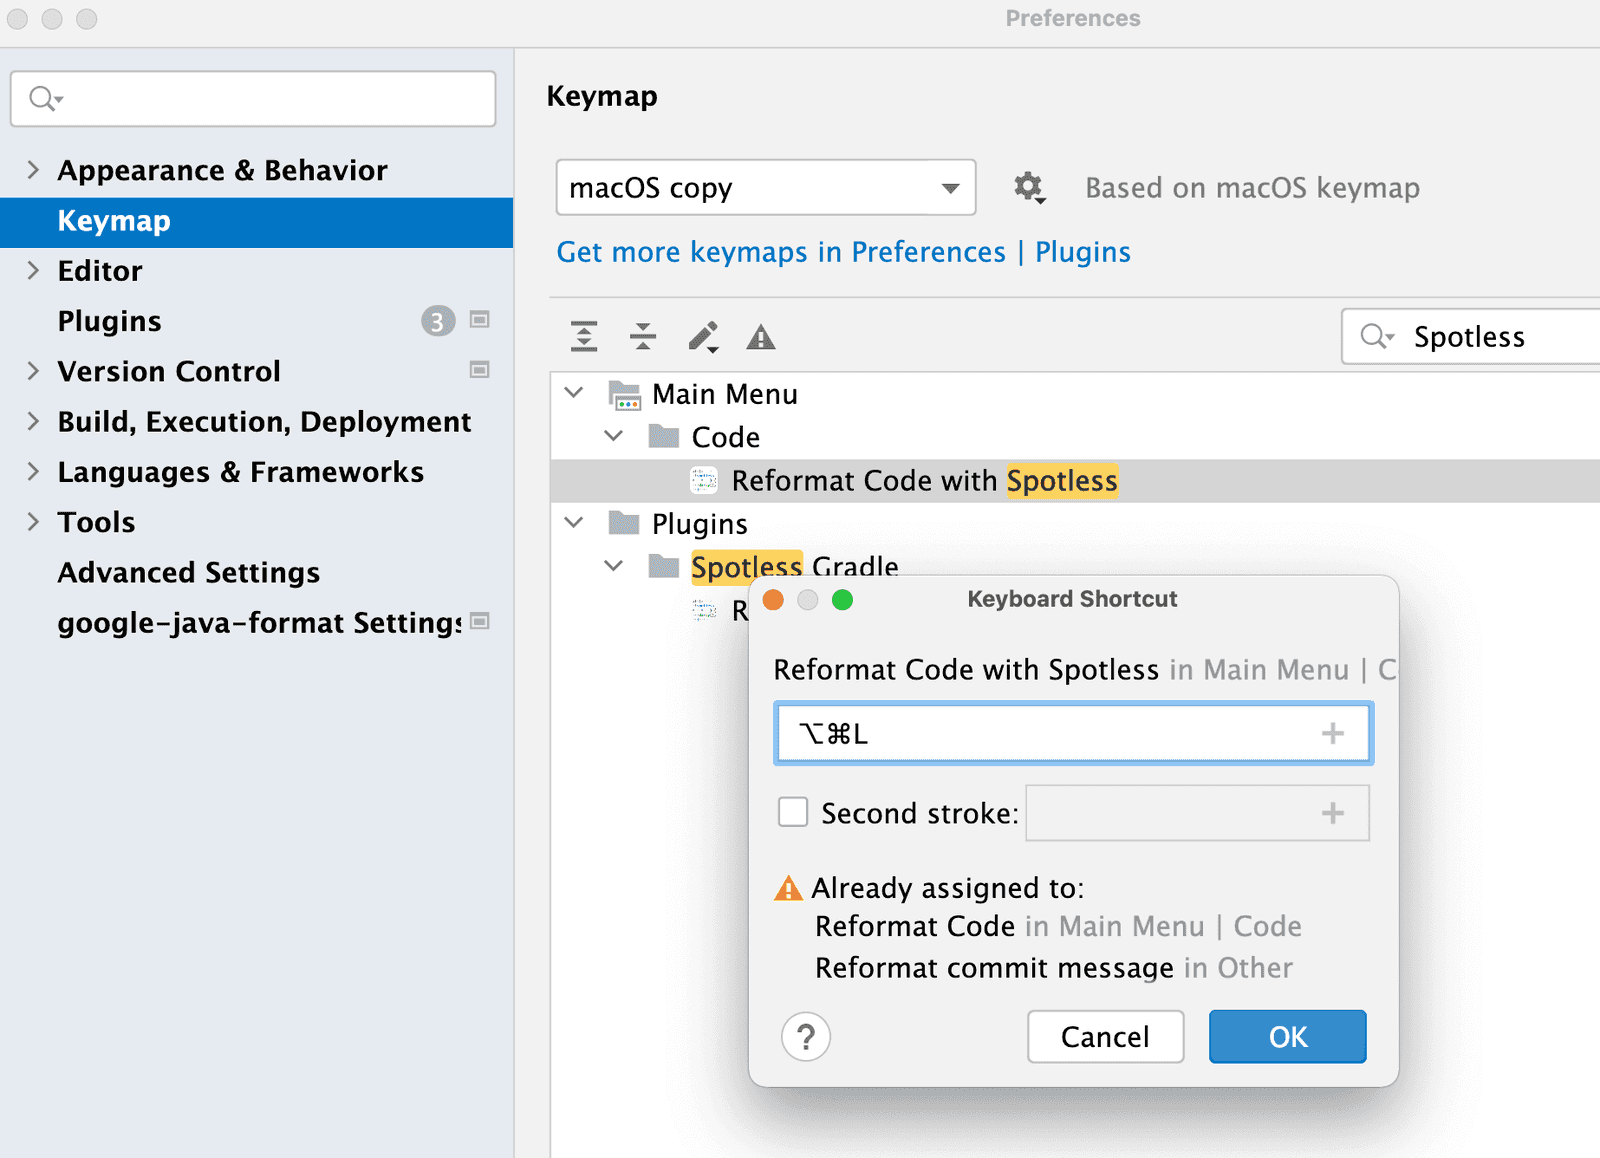 Preferences
Appearance & Behavior
Keymap
Editor
Plugins 3
Version Control
Build, Execution, Deployment
Languages & Frameworks
Tools
Advanced Settings
google-java-format Settings
Keymap
macOS copy Based on macOS keymap
Get more keymaps in Preferences | Plugins
Spotless
Main Menu
Code
Reformat Code with Spotless
Plugins
Spotless Gradle
R
Keyboard Shortcut
Reformat Code with Spotless in Main Menu | C
⌥⌘L
Second stroke:
Already assigned to:
Reformat Code in Main Menu | Code
Reformat commit message in Other
? Cancel OK